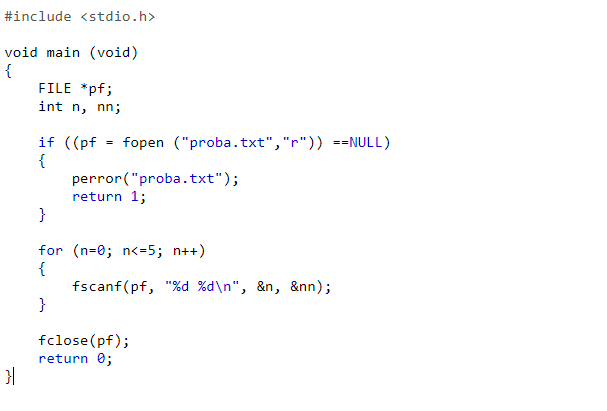 #include <stdio.h>

void main (void)
{
    FILE *pf;
    int n, nn;

    if ((pf = fopen ("proba.txt","r")) ==NULL)
    {
        perror("proba.txt");
        return 1;
    }

    for (n=0; n<=5; n++)
    {
        fscanf(pf, "%d %d\n", &n, &nn);
    }

    fclose(pf);
    return 0;
}